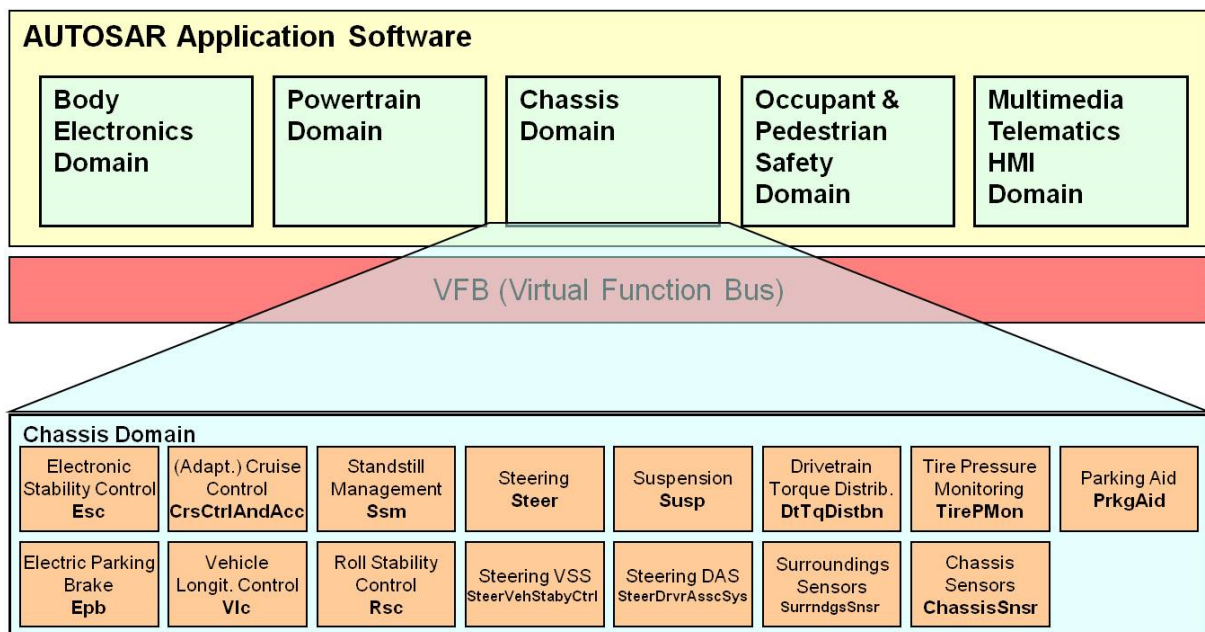 AUTOSAR Application Software
Body
Electronics
Domain
Powertrain
Domain
Chassis
Domain
Occupant &
Pedestrian
Safety
Domain
Multimedia
Telematics
HMI
Domain
VFB (Virtual Function Bus)
Chassis Domain
Electronic
Stability Control
Esc
(Adapt.) Cruise
Control
CrsCtrlAndAcc
Standstill
Management
Ssm
Steering
Steer
Suspension
Susp
Drivetrain
Torque Distrib.
DtTqDistbn
Tire Pressure
Monitoring
TirePMon
Parking Aid
PrkgAid
Electric Parking
Brake
Epb
Vehicle
Longit. Control
Vlc
Roll Stability
Control
Rsc
Steering VSS
SteerVehStabyCtrl
Steering DAS
SteerDrvrAsscSys
Surroundings
Sensors
SurrndgsSnsr
Chassis
Sensors
ChassisSnsr